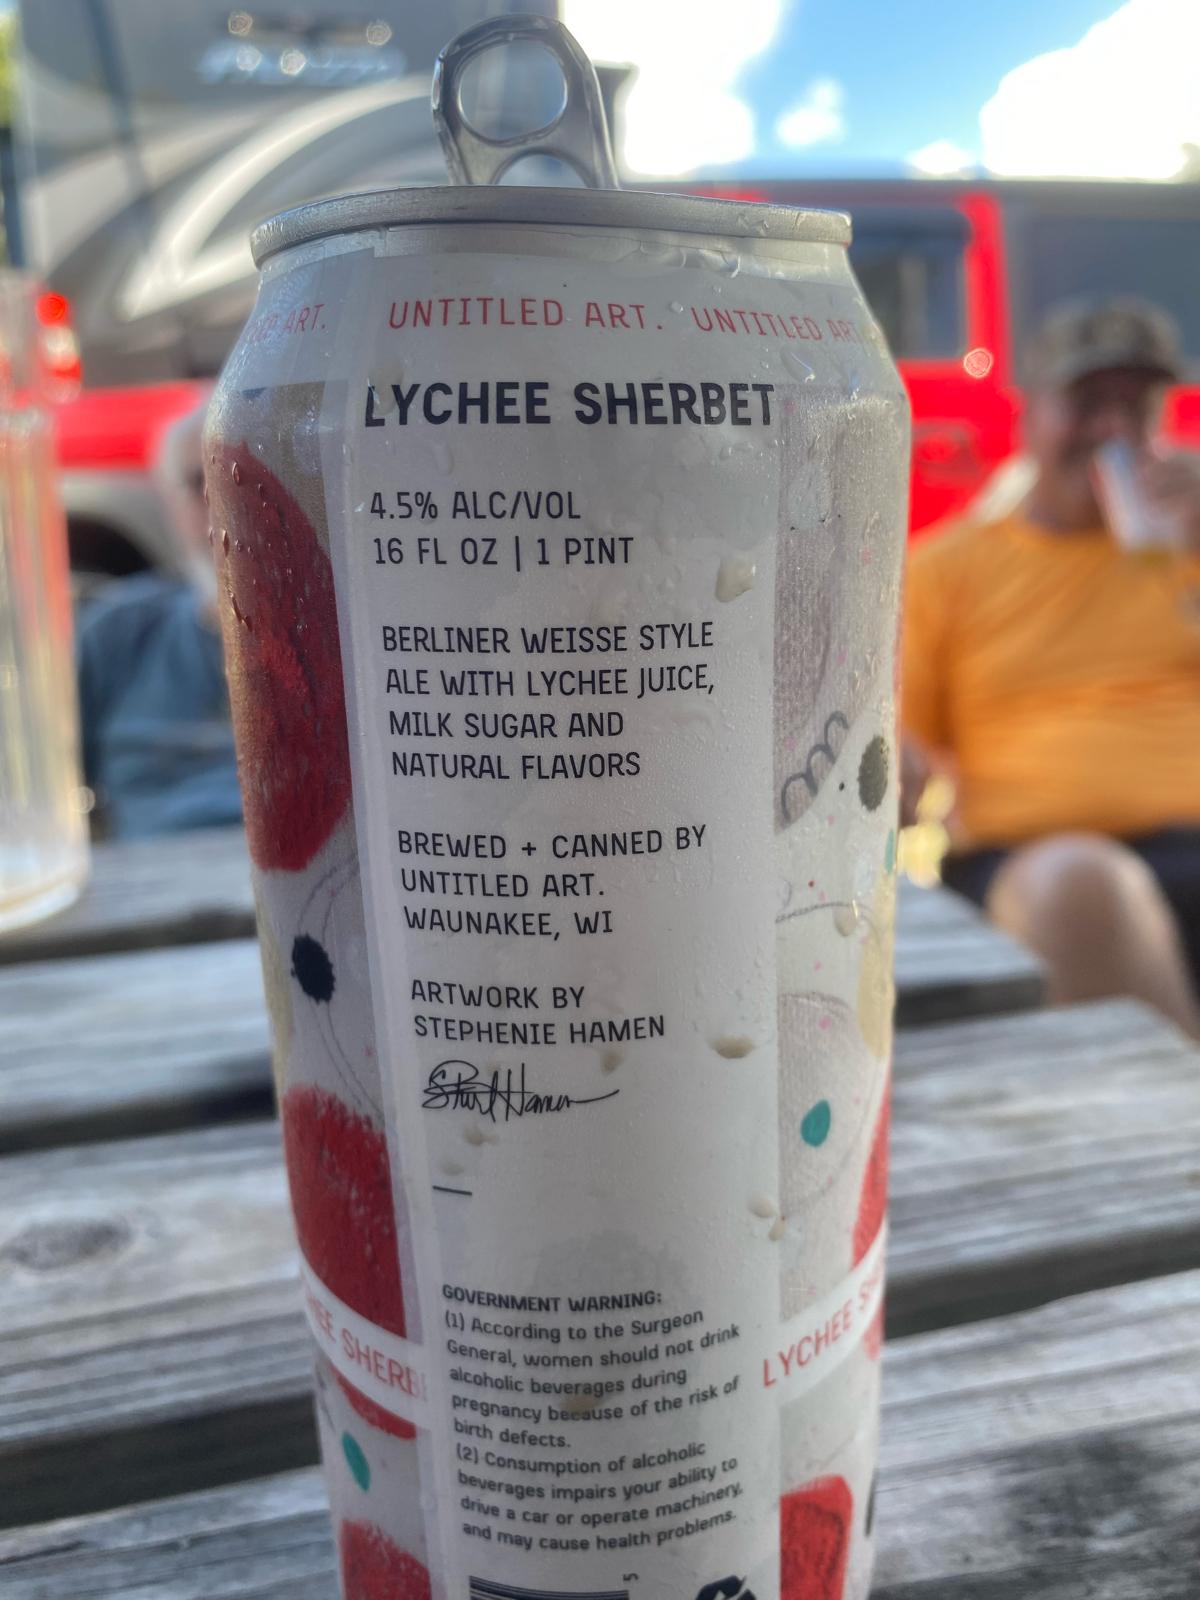 ART. UNTITLED ART. UNTITLED ART
LYCHEE SHERBET
4.5% ALC/VOL
16 FL OZ | 1 PINT
BERLINER WEISSE STYLE
ALE WITH LYCHEE JUICE,
MILK SUGAR AND
NATURAL FLAVORS
BREWED + CANNED BY
UNTITLED ART.
WAUNAKEE, WI
ARTWORK BY
STEPHENIE HAMEN
GOVERNMENT WARNING:
(1) According to the Surgeon
General, women should not drink
alcoholic beverages during
pregnancy because of the risk of
birth defects.
(2) Consumption of alcoholic
beverages impairs your ability to
drive a car or operate machinery,
and may cause health problems.
HEE SHERB
LYCHEE S
5